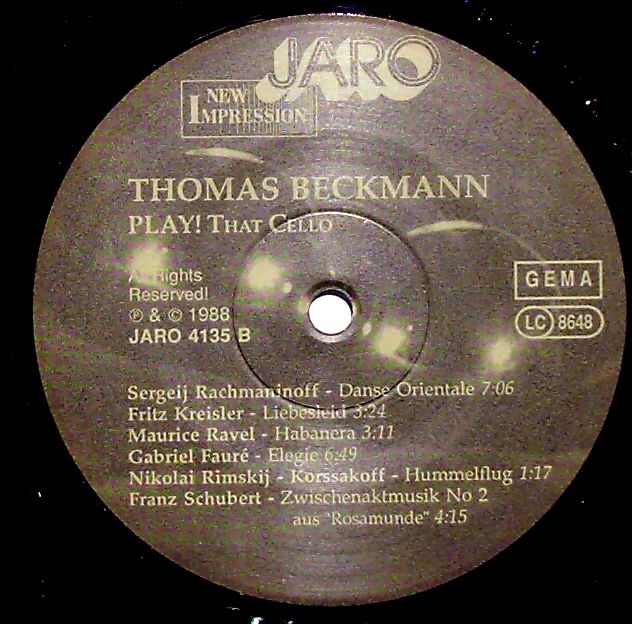 JARO
NEW
IMPRESSION
THOMAS BECKMANN
PLAY! THAT CELLO
All Rights
Reserved!
℗ & © 1988
JARO 4135 B
GEMA
LC 8648
Sergeij Rachmaninoff - Danse Orientale 7:06
Fritz Kreisler - Liebesleid 3:24
Maurice Ravel - Habanera 3:11
Gabriel Fauré - Elegie 6:49
Nikolai Rimskij - Korssakoff - Hummelflug 1:17
Franz Schubert - Zwischenaktmusik No 2
aus "Rosamunde" 4:15